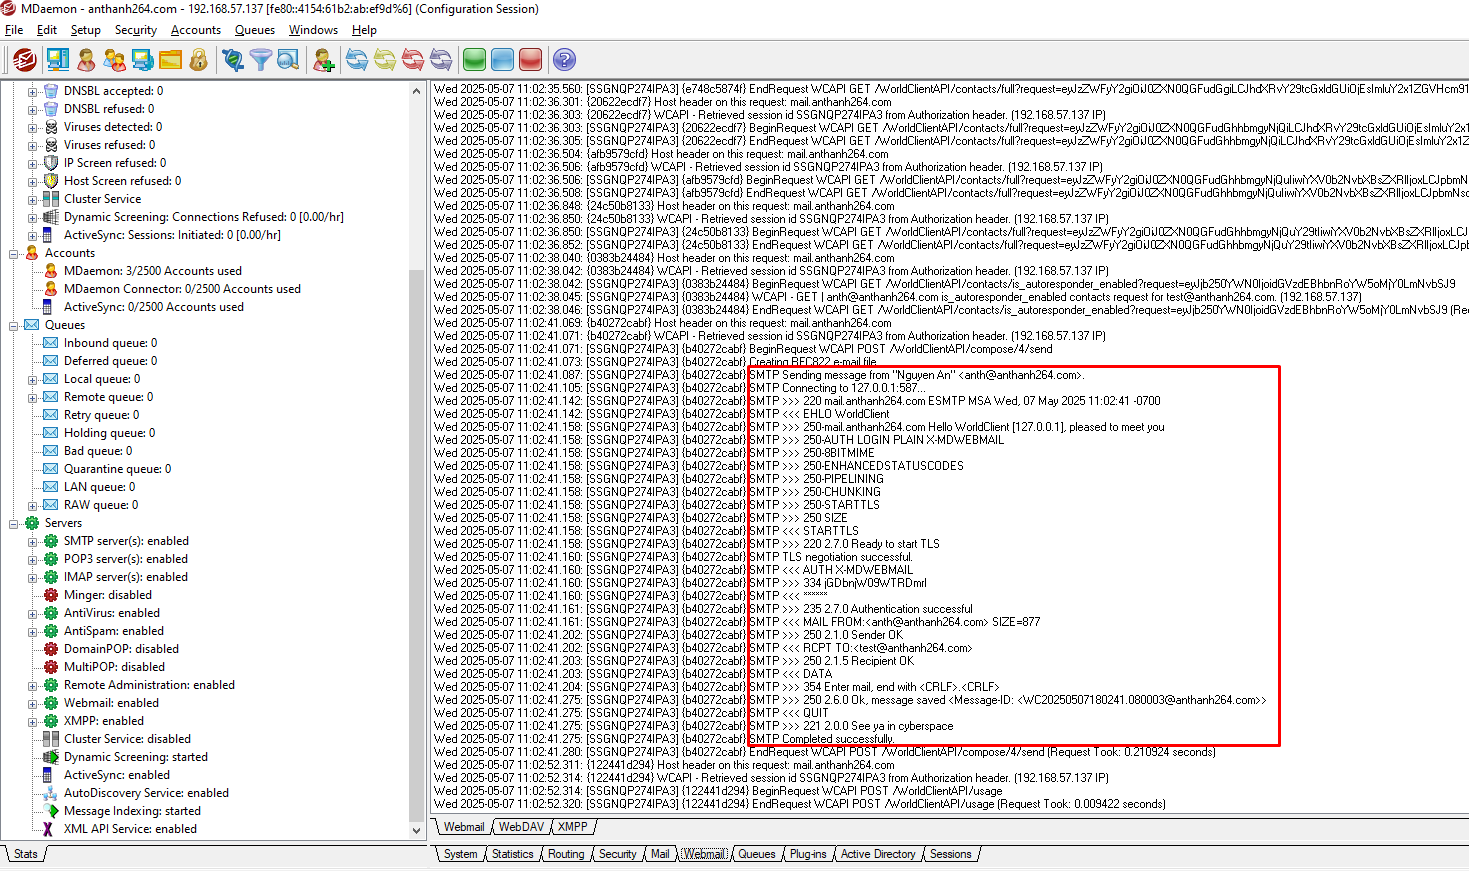 MDaemon - anthanh264.com - 192.168.57.137 [fe80::4154:61b2:ab:ef9d%6] (Configuration Session)
File Edit Setup Security Accounts Queues Windows Help
DNSBL accepted: 0
DNSBL refused: 0
Viruses detected: 0
Viruses refused: 0
IP Screen refused: 0
Host Screen refused: 0
Cluster Service
Dynamic Screening: Connections Refused: 0 [0.00/hr]
ActiveSync: Sessions: Initiated: 0 [0.00/hr]
Accounts
MDaemon: 3/2500 Accounts used
MDaemon Connector: 0/2500 Accounts used
ActiveSync: 0/2500 Accounts used
Queues
Inbound queue: 0
Deferred queue: 0
Local queue: 0
Remote queue: 0
Retry queue: 0
Holding queue: 0
Bad queue: 0
Quarantine queue: 0
LAN queue: 0
RAW queue: 0
Servers
SMTP server(s): enabled
POP3 server(s): enabled
IMAP server(s): enabled
Minger: disabled
AntiVirus: enabled
AntiSpam: enabled
DomainPOP: disabled
MultiPOP: disabled
Remote Administration: enabled
Webmail: enabled
XMPP: enabled
Cluster Service: disabled
Dynamic Screening: started
ActiveSync: enabled
AutoDiscovery Service: enabled
Message Indexing: started
XML API Service: enabled
Stats
Wed 2025-05-07 11:02:35.560: [SSGNQP274IPA3] {e748c5874f} EndRequest WCAPI GET
Wed 2025-05-07 11:02:36.301: {20622ecdf7} Host header on this request: mail.anthanh264.com
Wed 2025-05-07 11:02:36.303: {20622ecdf7} WCAPI - Retrieved session id SSGNQP274IPA3 from Authorization header. (192.168.57.137 IP)
Wed 2025-05-07 11:02:36.303: [SSGNQP274IPA3] {20622ecdf7} BeginRequest WCAPI GET
Wed 2025-05-07 11:02:36.305: [SSGNQP274IPA3] {20622ecdf7} EndRequest WCAPI GET
Wed 2025-05-07 11:02:36.504: {afb9579cfd} Host header on this request: mail.anthanh264.com
Wed 2025-05-07 11:02:36.506: {afb9579cfd} WCAPI - Retrieved session id SSGNQP274IPA3 from Authorization header. (192.168.57.137 IP)
Wed 2025-05-07 11:02:36.506: [SSGNQP274IPA3] {afb9579cfd} BeginRequest WCAPI GET
Wed 2025-05-07 11:02:36.507: [SSGNQP274IPA3] {afb9579cfd} EndRequest WCAPI GET
Wed 2025-05-07 11:02:36.848: {24c50b8133} Host header on this request: mail.anthanh264.com
Wed 2025-05-07 11:02:36.850: {24c50b8133} WCAPI - Retrieved session id SSGNQP274IPA3 from Authorization header. (192.168.57.137 IP)
Wed 2025-05-07 11:02:36.850: [SSGNQP274IPA3] {24c50b8133} BeginRequest WCAPI GET
Wed 2025-05-07 11:02:36.852: [SSGNQP274IPA3] {24c50b8133} EndRequest WCAPI GET
Wed 2025-05-07 11:02:38.040: {0383b24484} Host header on this request: mail.anthanh264.com
Wed 2025-05-07 11:02:38.042: {0383b24484} WCAPI - Retrieved session id SSGNQP274IPA3 from Authorization header. (192.168.57.137 IP)
Wed 2025-05-07 11:02:38.042: [SSGNQP274IPA3] {0383b24484} BeginRequest WCAPI GET
Wed 2025-05-07 11:02:38.045: [SSGNQP274IPA3] {0383b24484} WCAPI - GET | anth@anthanh264.com is_autoresponder_enabled contacts request for test@anthanh264.com. (192.168.57.137)
Wed 2025-05-07 11:02:38.046: [SSGNQP274IPA3] {0383b24484} EndRequest WCAPI GET
Wed 2025-05-07 11:02:41.069: {b40272cabf} Host header on this request: mail.anthanh264.com
Wed 2025-05-07 11:02:41.071: {b40272cabf} WCAPI - Retrieved session id SSGNQP274IPA3 from Authorization header. (192.168.57.137 IP)
Wed 2025-05-07 11:02:41.071: [SSGNQP274IPA3] {b40272cabf} BeginRequest WCAPI POST /WorldClientAPI/compose/4/send
Wed 2025-05-07 11:02:41.073: [SSGNQP274IPA3] {b40272cabf} Creating RFC822 e-mail file
Wed 2025-05-07 11:02:41.087: [SSGNQP274IPA3] {b40272cabf} SMTP Sending message from "Nguyen An" <anth@anthanh264.com>.
Wed 2025-05-07 11:02:41.105: [SSGNQP274IPA3] {b40272cabf} SMTP Connecting to 127.0.0.1:587...
Wed 2025-05-07 11:02:41.142: [SSGNQP274IPA3] {b40272cabf} SMTP >>> 220 mail.anthanh264.com ESMTP MSA Wed, 07 May 2025 11:02:41 -0700
Wed 2025-05-07 11:02:41.142: [SSGNQP274IPA3] {b40272cabf} SMTP <<< EHLO WorldClient
Wed 2025-05-07 11:02:41.158: [SSGNQP274IPA3] {b40272cabf} SMTP >>> 250-mail.anthanh264.com Hello WorldClient [127.0.0.1], pleased to meet you
Wed 2025-05-07 11:02:41.158: [SSGNQP274IPA3] {b40272cabf} SMTP >>> 250-AUTH LOGIN PLAIN X-MDWEBMAIL
Wed 2025-05-07 11:02:41.158: [SSGNQP274IPA3] {b40272cabf} SMTP >>> 250-8BITMIME
Wed 2025-05-07 11:02:41.158: [SSGNQP274IPA3] {b40272cabf} SMTP >>> 250-ENHANCEDSTATUSCODES
Wed 2025-05-07 11:02:41.158: [SSGNQP274IPA3] {b40272cabf} SMTP >>> 250-PIPELINING
Wed 2025-05-07 11:02:41.158: [SSGNQP274IPA3] {b40272cabf} SMTP >>> 250-CHUNKING
Wed 2025-05-07 11:02:41.158: [SSGNQP274IPA3] {b40272cabf} SMTP >>> 250-STARTTLS
Wed 2025-05-07 11:02:41.158: [SSGNQP274IPA3] {b40272cabf} SMTP >>> 250 SIZE
Wed 2025-05-07 11:02:41.158: [SSGNQP274IPA3] {b40272cabf} SMTP <<< STARTTLS
Wed 2025-05-07 11:02:41.158: [SSGNQP274IPA3] {b40272cabf} SMTP >>> 220 2.7.0 Ready to start TLS
Wed 2025-05-07 11:02:41.160: [SSGNQP274IPA3] {b40272cabf} SMTP TLS negotiation successful.
Wed 2025-05-07 11:02:41.160: [SSGNQP274IPA3] {b40272cabf} SMTP <<< AUTH X-MDWEBMAIL
Wed 2025-05-07 11:02:41.160: [SSGNQP274IPA3] {b40272cabf} SMTP >>> 334
Wed 2025-05-07 11:02:41.160: [SSGNQP274IPA3] {b40272cabf} SMTP <<< ******
Wed 2025-05-07 11:02:41.161: [SSGNQP274IPA3] {b40272cabf} SMTP >>> 235 2.7.0 Authentication successful
Wed 2025-05-07 11:02:41.161: [SSGNQP274IPA3] {b40272cabf} SMTP <<< MAIL FROM:<anth@anthanh264.com> SIZE=877
Wed 2025-05-07 11:02:41.202: [SSGNQP274IPA3] {b40272cabf} SMTP >>> 250 2.1.0 Sender OK
Wed 2025-05-07 11:02:41.202: [SSGNQP274IPA3] {b40272cabf} SMTP <<< RCPT TO:<test@anthanh264.com>
Wed 2025-05-07 11:02:41.203: [SSGNQP274IPA3] {b40272cabf} SMTP >>> 250 2.1.5 Recipient OK
Wed 2025-05-07 11:02:41.203: [SSGNQP274IPA3] {b40272cabf} SMTP <<< DATA
Wed 2025-05-07 11:02:41.204: [SSGNQP274IPA3] {b40272cabf} SMTP >>> 354 Enter mail, end with <CRLF>.<CRLF>
Wed 2025-05-07 11:02:41.275: [SSGNQP274IPA3] {b40272cabf} SMTP >>> 250 2.6.0 Ok, message saved <Message-ID: <WC20250507180241.080003@anthanh264.com>>
Wed 2025-05-07 11:02:41.275: [SSGNQP274IPA3] {b40272cabf} SMTP <<< QUIT
Wed 2025-05-07 11:02:41.275: [SSGNQP274IPA3] {b40272cabf} SMTP >>> 221 2.0.0 See ya in cyberspace
Wed 2025-05-07 11:02:41.275: [SSGNQP274IPA3] {b40272cabf} SMTP Completed successfully.
Wed 2025-05-07 11:02:41.280: [SSGNQP274IPA3] {b40272cabf} EndRequest WCAPI POST /WorldClientAPI/compose/4/send (Request Took: 0.210924 seconds)
Wed 2025-05-07 11:02:52.311: {122441d294} Host header on this request: mail.anthanh264.com
Wed 2025-05-07 11:02:52.314: {122441d294} WCAPI - Retrieved session id SSGNQP274IPA3 from Authorization header. (192.168.57.137 IP)
Wed 2025-05-07 11:02:52.314: [SSGNQP274IPA3] {122441d294} BeginRequest WCAPI POST /WorldClientAPI/usage
Wed 2025-05-07 11:02:52.320: [SSGNQP274IPA3] {122441d294} EndRequest WCAPI POST /WorldClientAPI/usage (Request Took: 0.009422 seconds)
Webmail WebDAV XMPP
System Statistics Routing Security Mail Webmail Queues Plug-ins Active Directory Sessions